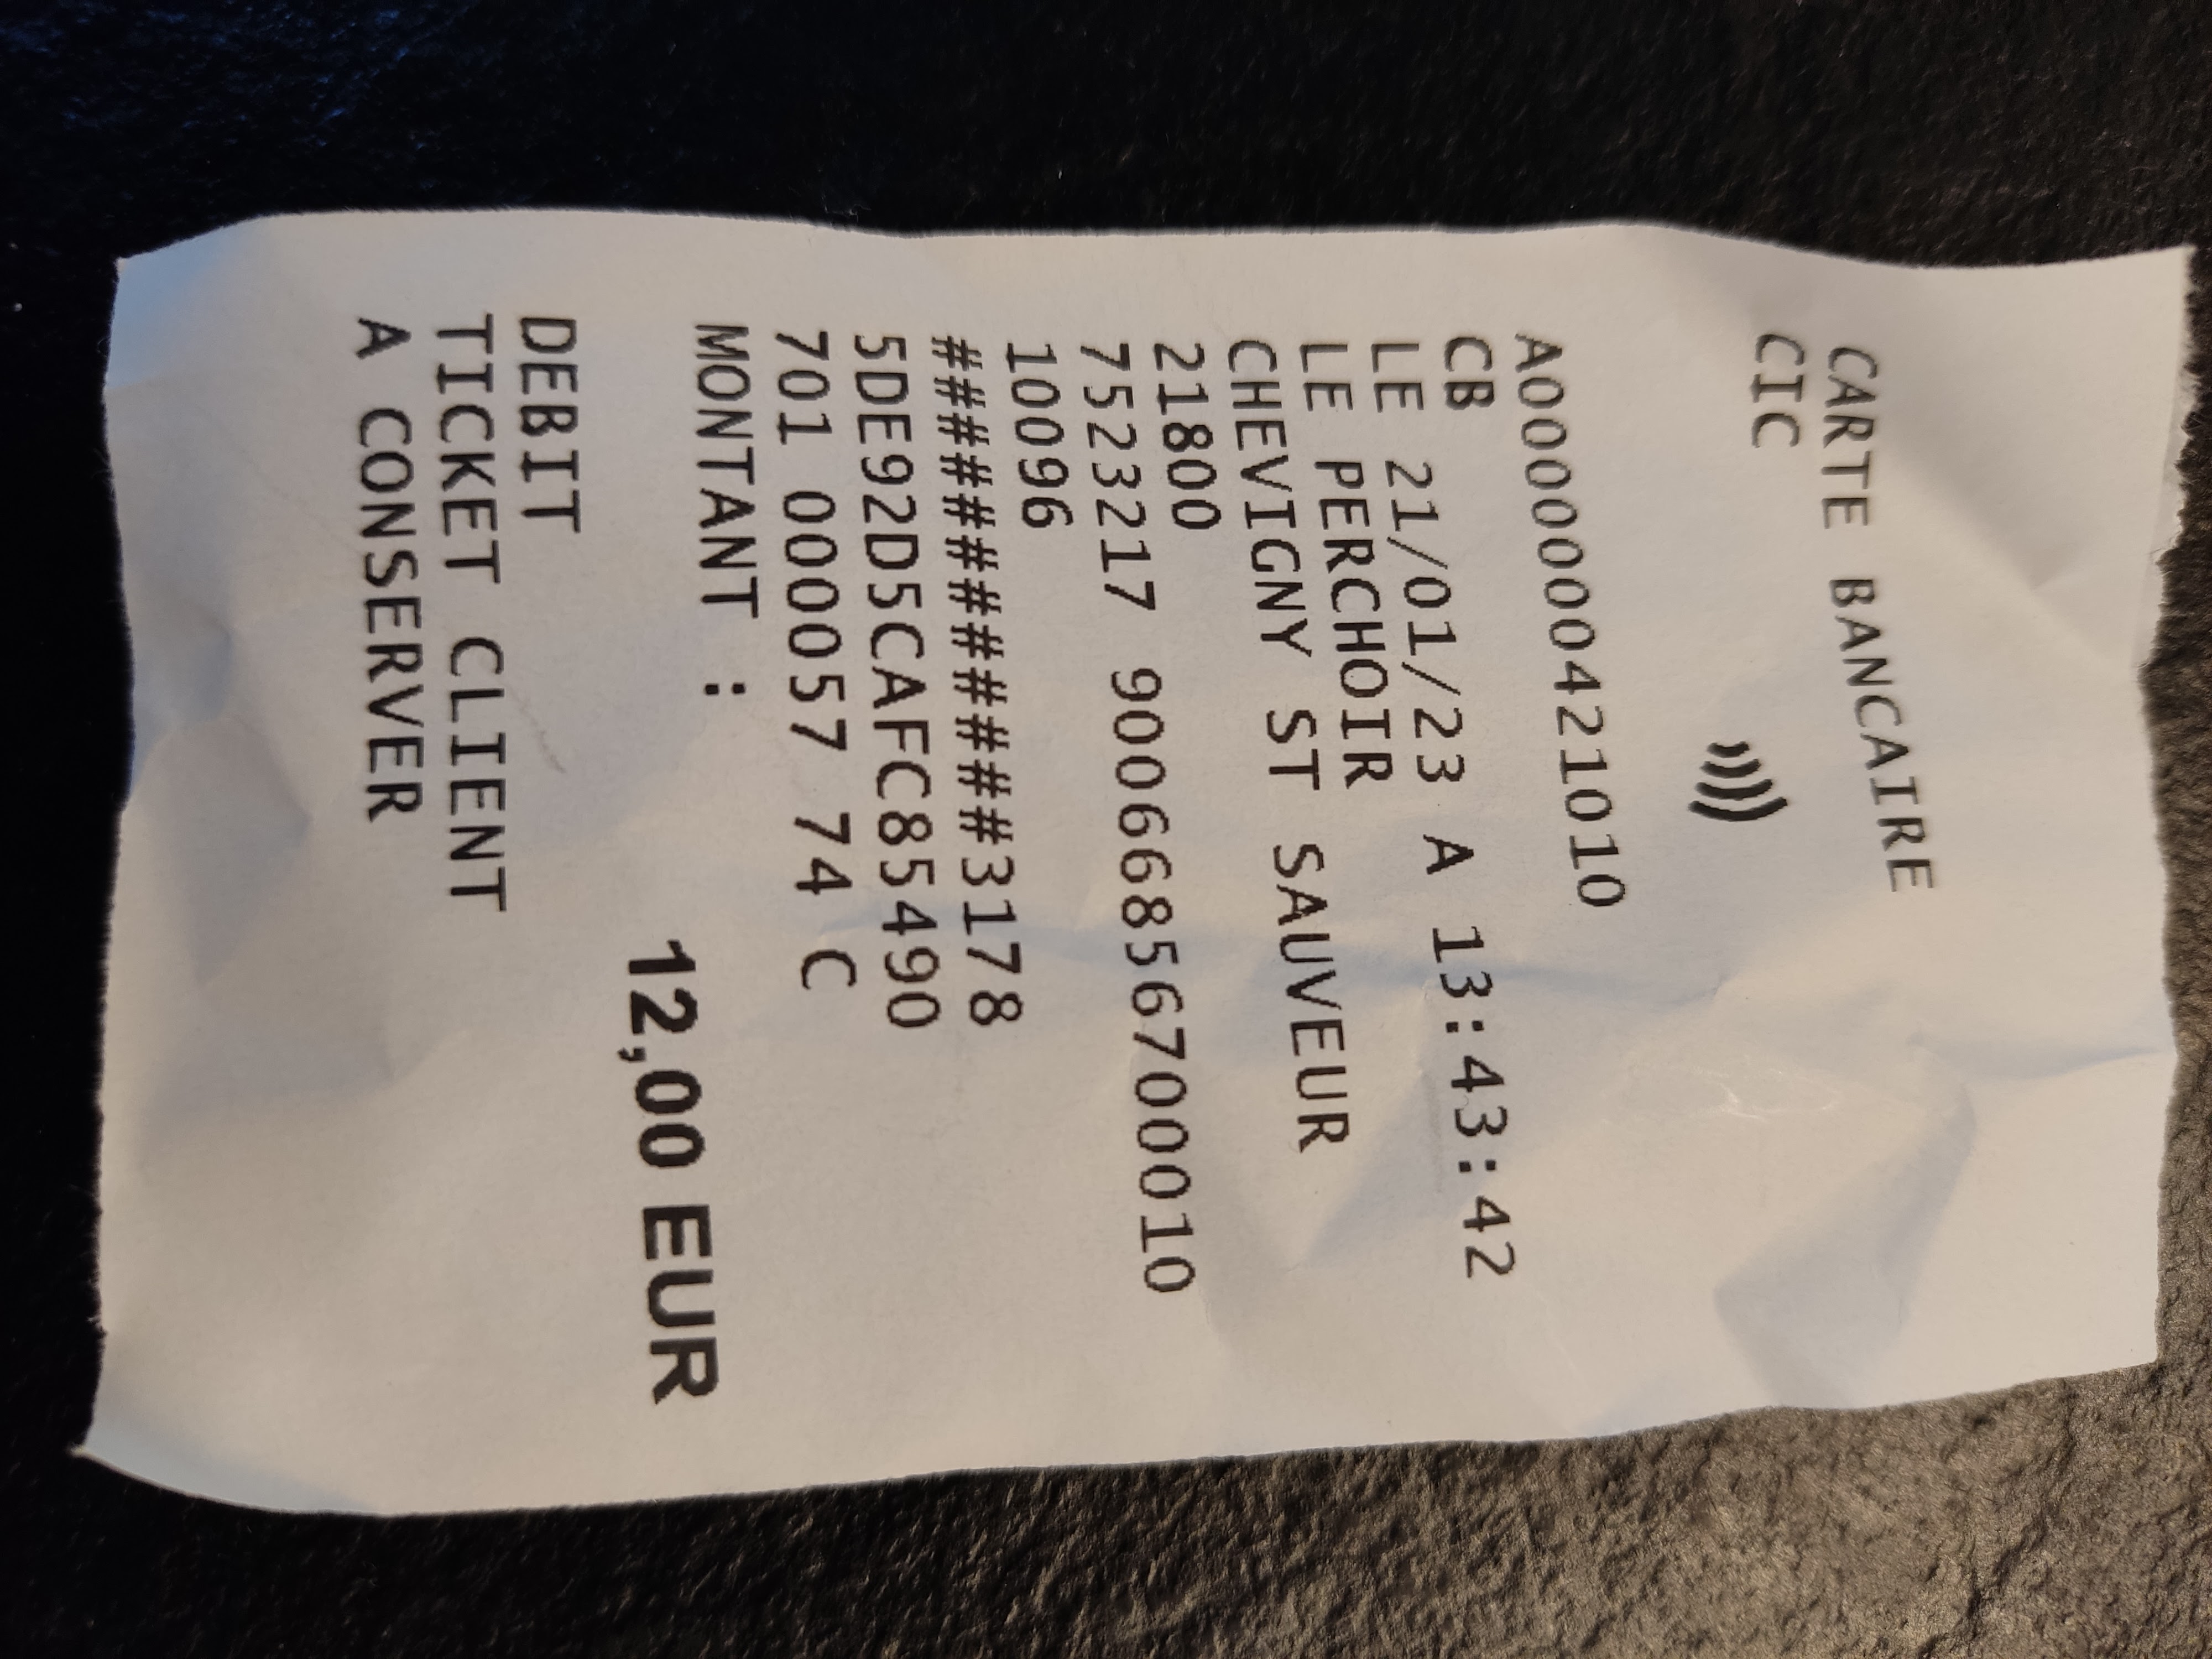 CARTE BANCAIRE
CIC
A0000000421010
CB
LE 21/01/23 A 13:43:42
LE PERCHOIR
CHEVIGNY ST SAUVEUR
21800
7523217 90066856700010
10096
############3178
5DE92D5CAFC85490
701 000057 74 C
MONTANT :
12,00 EUR
DEBIT
TICKET CLIENT
A CONSERVER